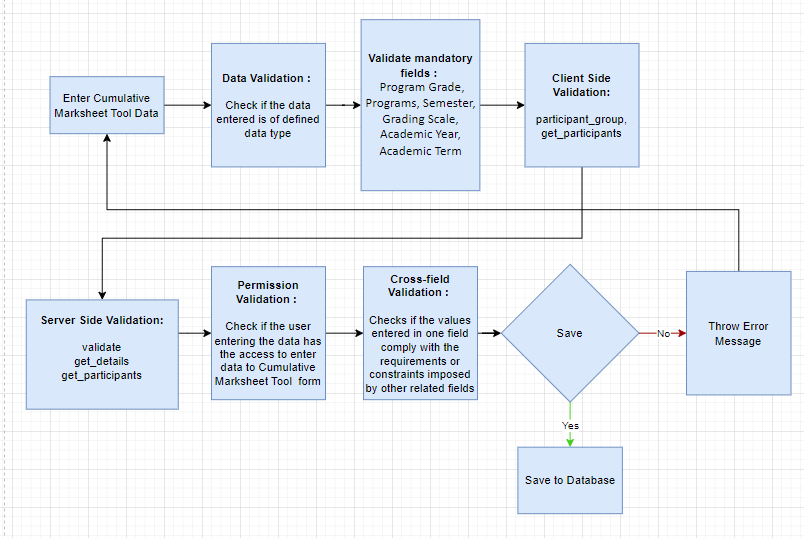 Enter Cumulative
Marksheet Tool Data
Data Validation :
Check if the data
entered is of defined
data type
Validate mandatory
fields :
Program Grade,
Programs, Semester,
Grading Scale,
Academic Year,
Academic Term
Client Side
Validation:
participant_group,
get_participants
Server Side Validation:
validate
get_details
get_participants
Permission
Validation :
Check if the user
entering the data has
the access to enter
data to Cumulative
Marksheet Tool form
Cross-field
Validation :
Checks if the values
entered in one field
comply with the
requirements or
constraints imposed
by other related fields
Save
No
Throw Error
Message
Yes
Save to Database